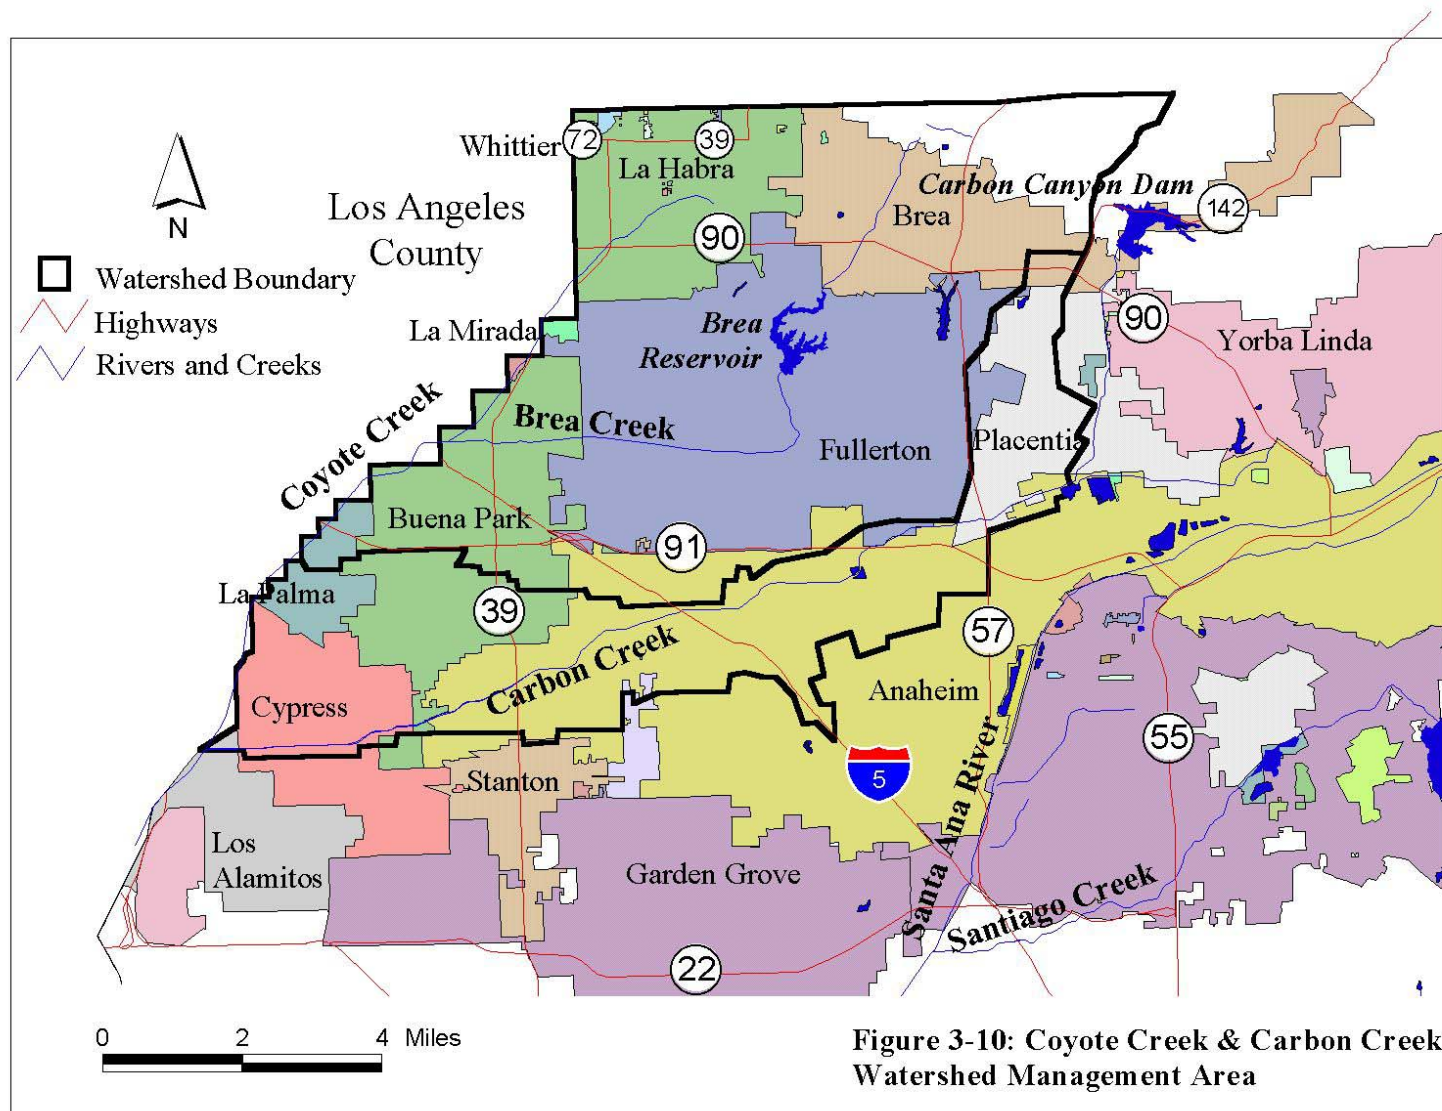 Whittier
72
39
La Habra
Carbon Canyon Dam
Brea
142
Los Angeles
County
N
90
Watershed Boundary
Highways
Rivers and Creeks
La Mirada
Brea
Reservoir
90
Yorba Linda
Coyote Creek
Brea Creek
Fullerton
Placentia
Buena Park
91
La Palma
39
57
Carbon Creek
Anaheim
Cypress
55
Stanton
5
Santa Ana River
Los
Alamitos
Garden Grove
Santiago Creek
22
0 2 4 Miles
Figure 3-10: Coyote Creek & Carbon Creek
Watershed Management Area